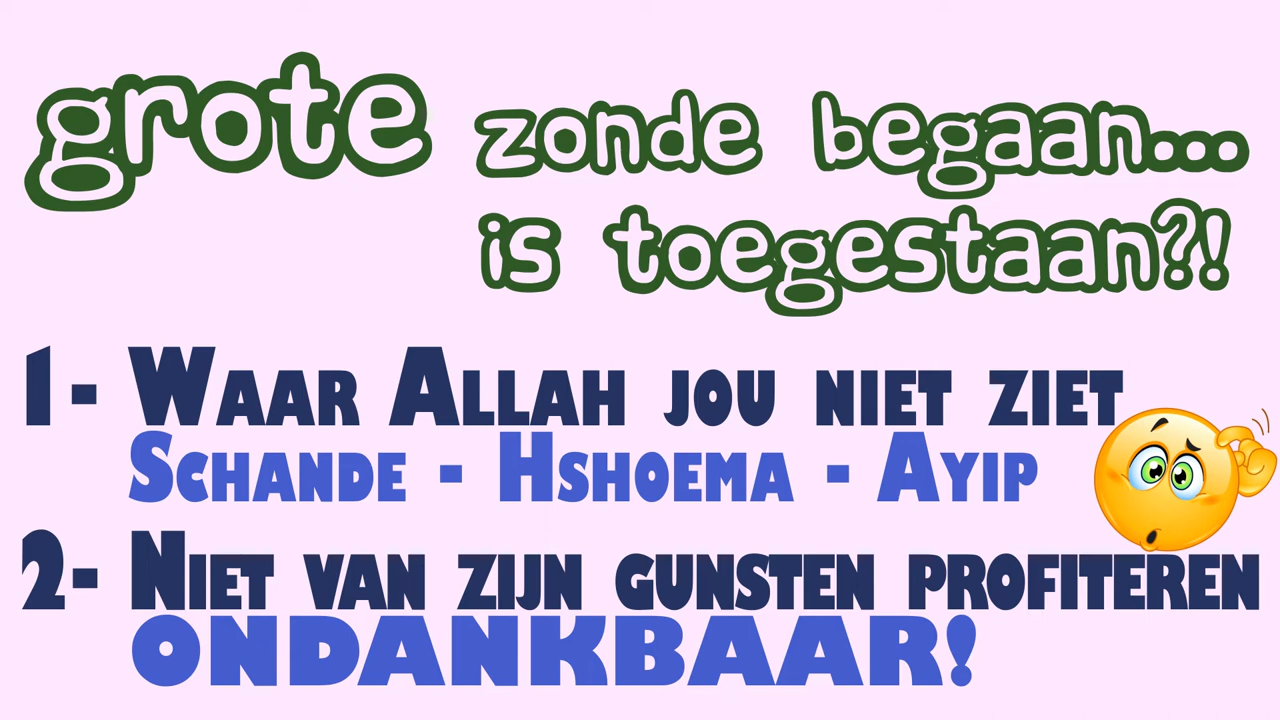 grote zonde begaan...
is toegestaan?!
1- Waar Allah jou niet ziet
Schande - Hshoema - Ayip
2- Niet van zijn gunsten profiteren
ONDANKBAAR!